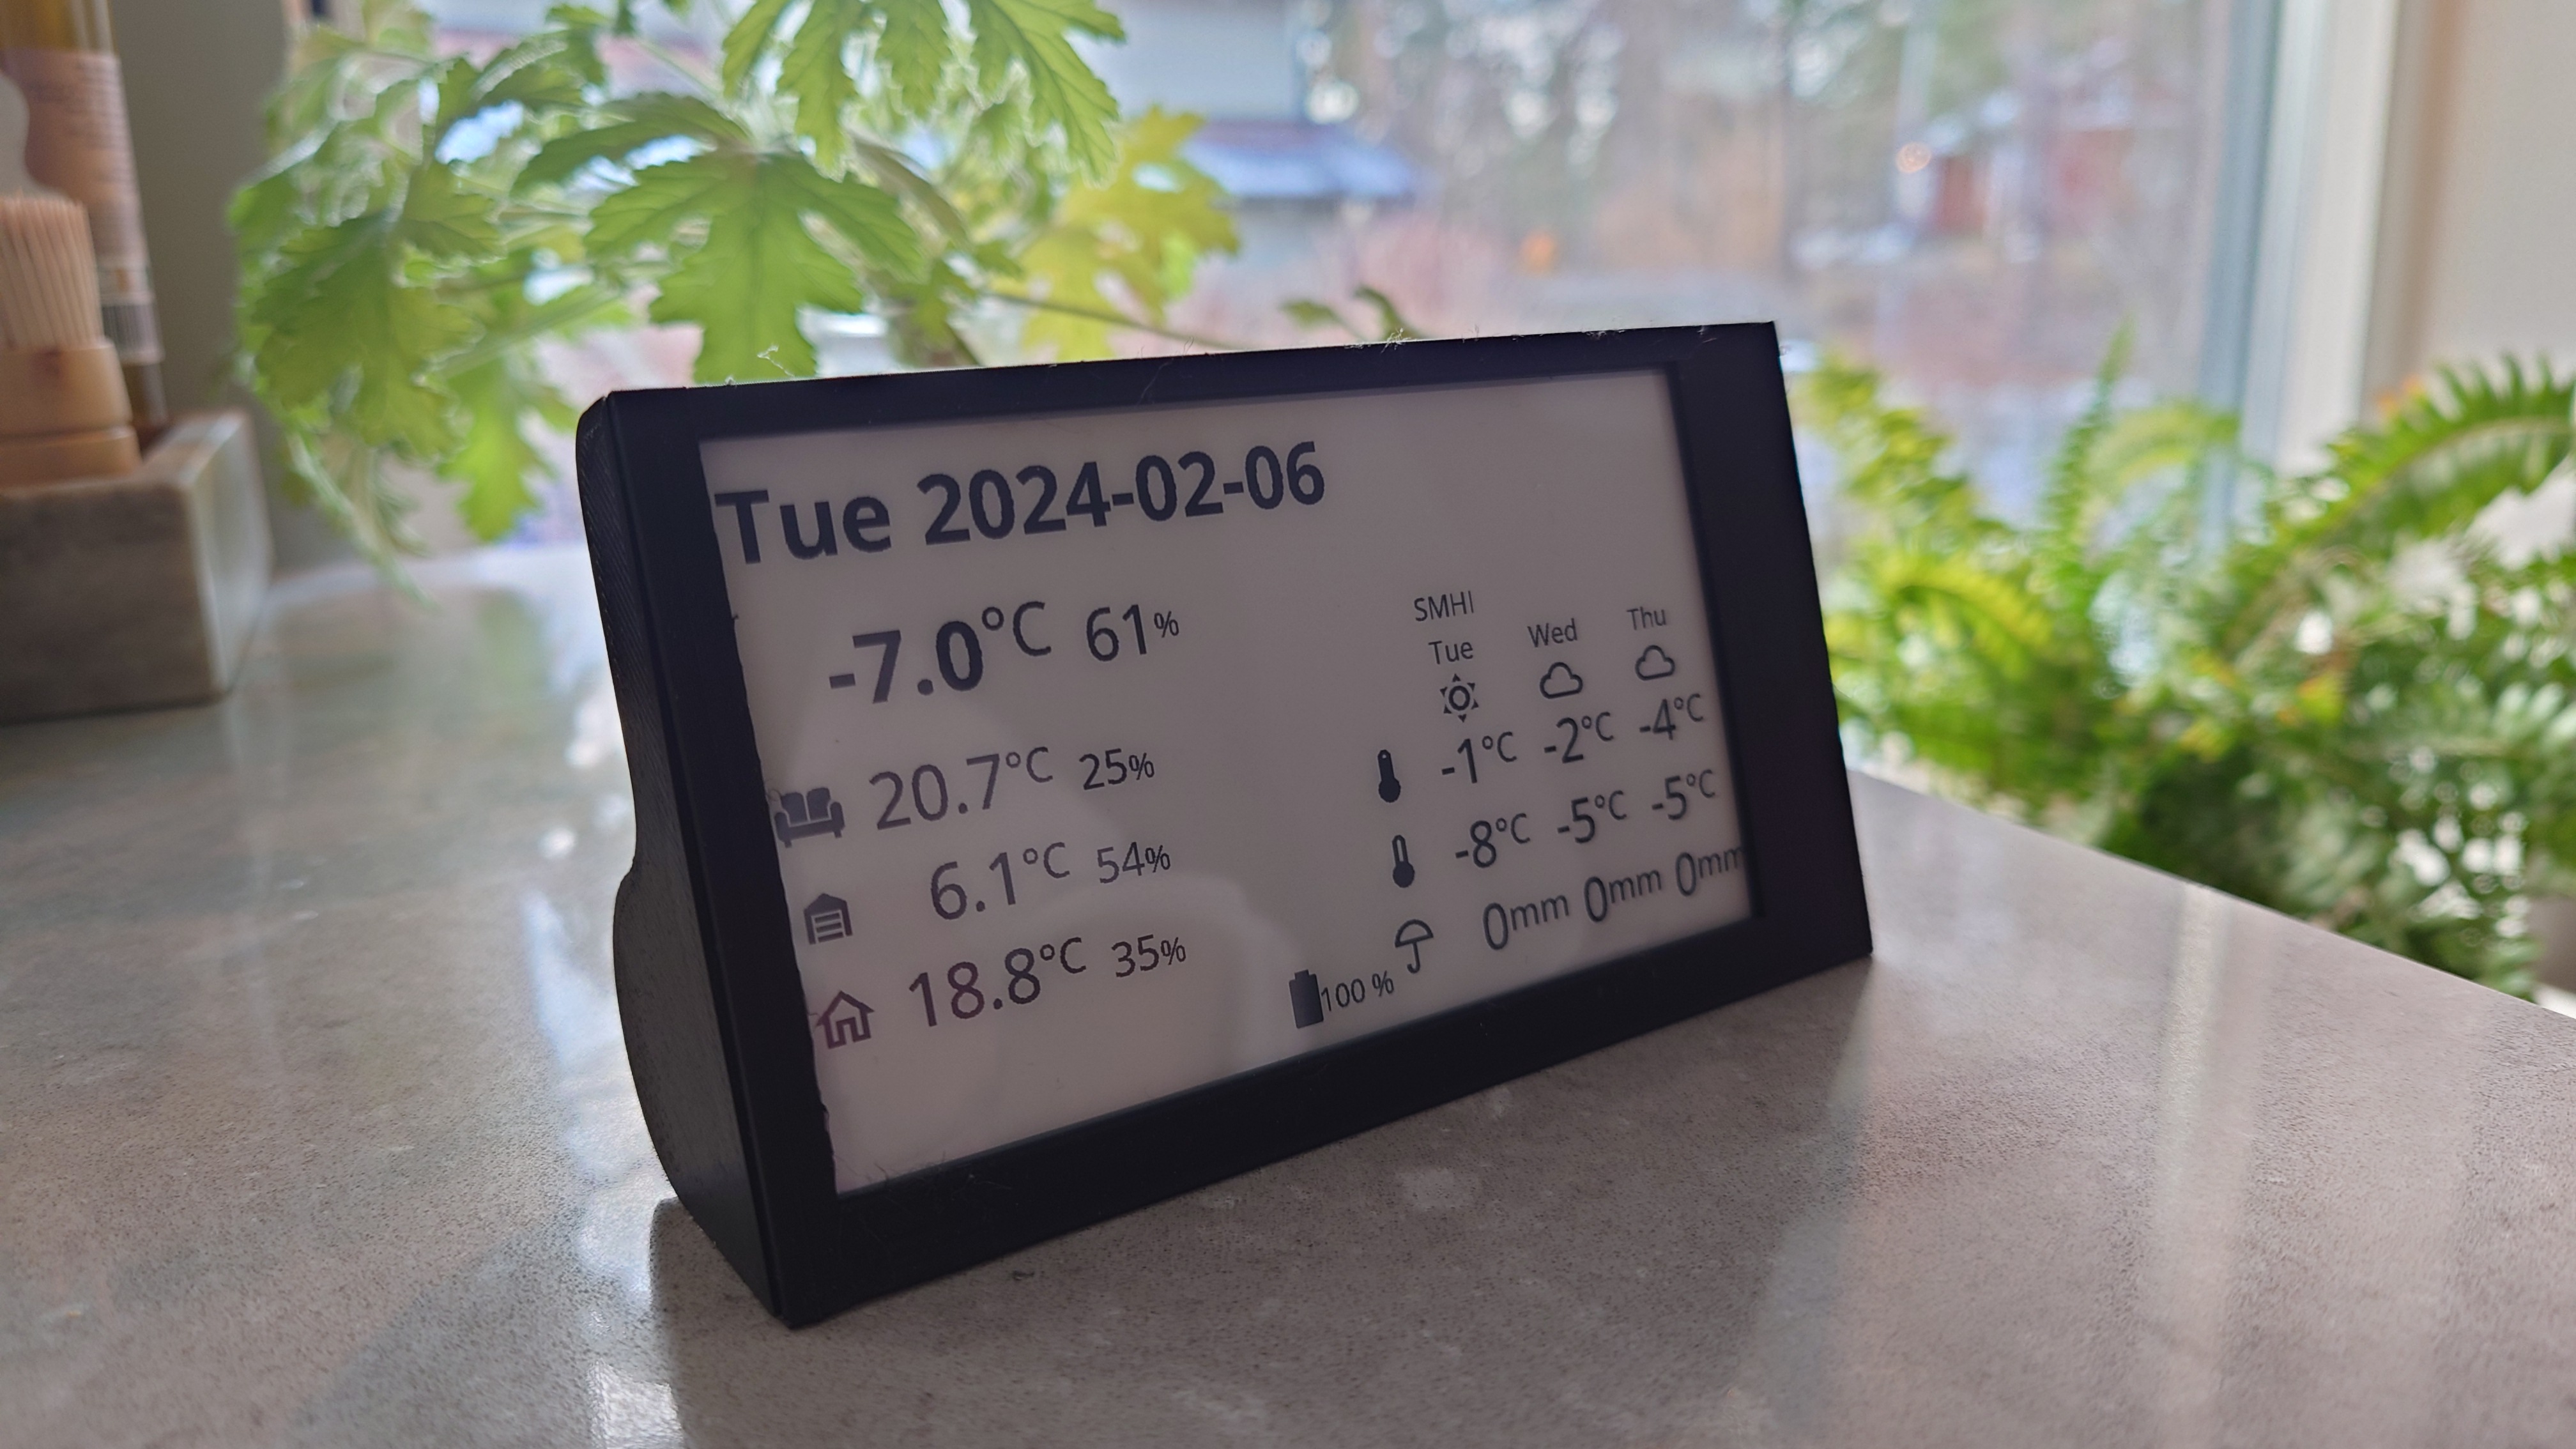 Tue 2024-02-06
-7.0°C 61%
20.7°C 25%
6.1°C 54%
18.8°C 35%
SMHI
Tue Wed Thu
-1°C -2°C -4°C
-8°C -5°C -5°C
0mm 0mm 0mm
100 %